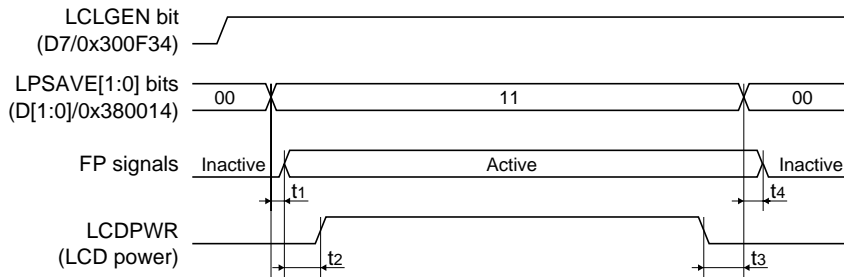 LCLGEN bit
(D7/0x300F34)
LPSAVE[1:0] bits
(D[1:0]/0x380014)
00
11
00
FP signals
Inactive
Active
Inactive
t1
t4
LCDPWR
(LCD power)
t2
t3